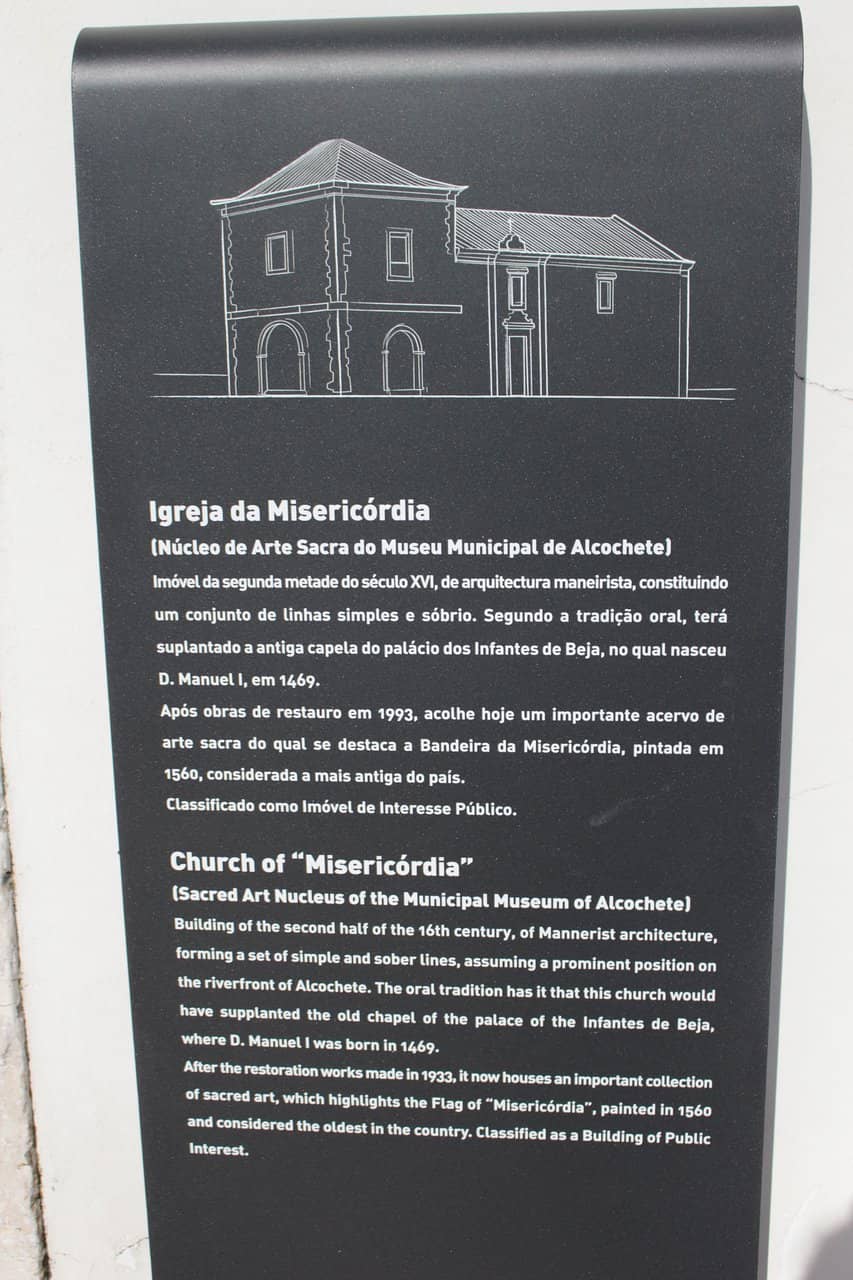 Igreja da Misericórdia
(Núcleo de Arte Sacra do Museu Municipal de Alcochete)
Imóvel da segunda metade do século XVI, de arquitectura maneirista, constituindo
um conjunto de linhas simples e sóbrio. Segundo a tradição oral, terá
suplantado a antiga capela do palácio dos Infantes de Beja, no qual nasceu
D. Manuel I, em 1469.
Após obras de restauro em 1993, acolhe hoje um importante acervo de
arte sacra do qual se destaca a Bandeira da Misericórdia, pintada em
1560, considerada a mais antiga do país.
Classificado como Imóvel de Interesse Público.
Church of “Misericórdia”
(Sacred Art Nucleus of the Municipal Museum of Alcochete)
Building of the second half of the 16th century, of Mannerist architecture,
forming a set of simple and sober lines, assuming a prominent position on
the riverfront of Alcochete. The oral tradition has it that this church would
have supplanted the old chapel of the palace of the Infantes de Beja,
where D. Manuel I was born in 1469.
After the restoration works made in 1933, it now houses an important collection
of sacred art, which highlights the Flag of “Misericórdia”, painted in 1560
and considered the oldest in the country. Classified as a Building of Public
Interest.